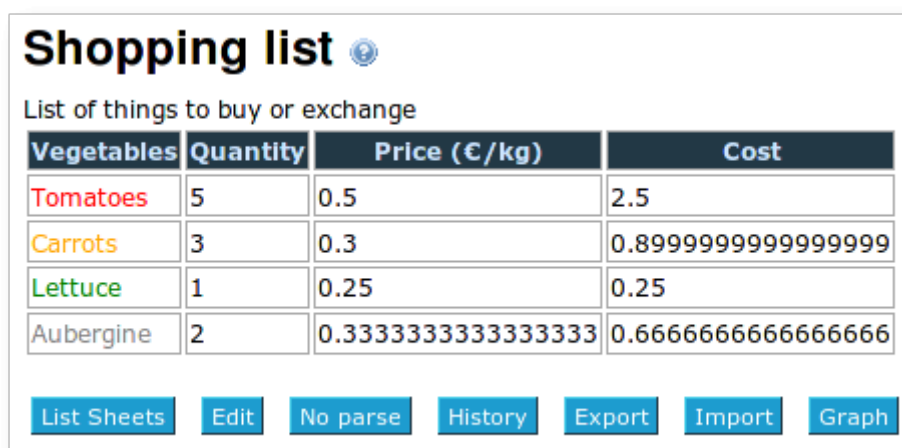 Shopping list
List of things to buy or exchange
Vegetables Quantity Price (€/kg) Cost
Tomatoes 5 0.5 2.5
Carrots 3 0.3 0.8999999999999999
Lettuce 1 0.25 0.25
Aubergine 2 0.3333333333333333 0.6666666666666666
List Sheets Edit No parse History Export Import Graph